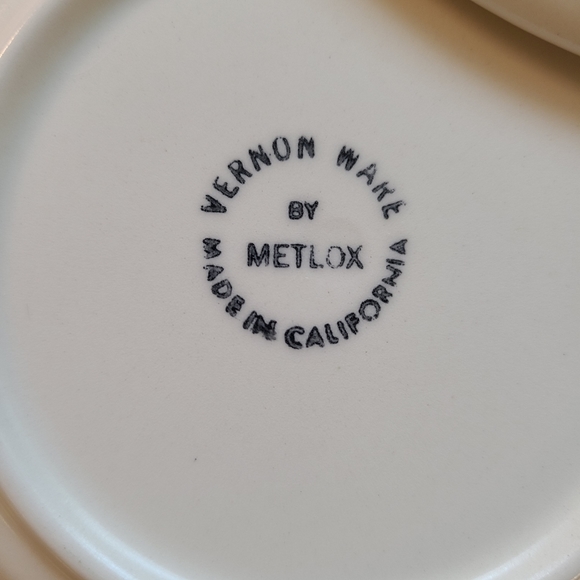 VERNON WARE
BY
METLOX
MADE IN CALIFORNIA